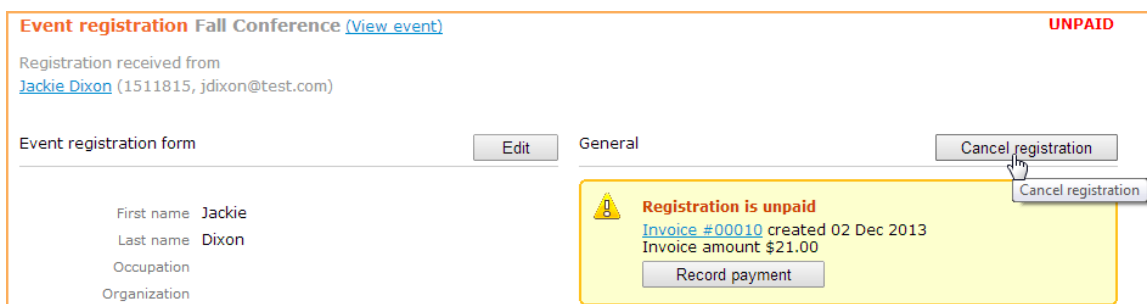 Event registration Fall Conference (View event)
UNPAID
Registration received from
Jackie Dixon (1511815, jdixon@test.com)
Event registration form
Edit
General
Cancel registration
Cancel registration
First name Jackie
Last name Dixon
Occupation
Organization
Registration is unpaid
Invoice #00010 created 02 Dec 2013
Invoice amount $21.00
Record payment